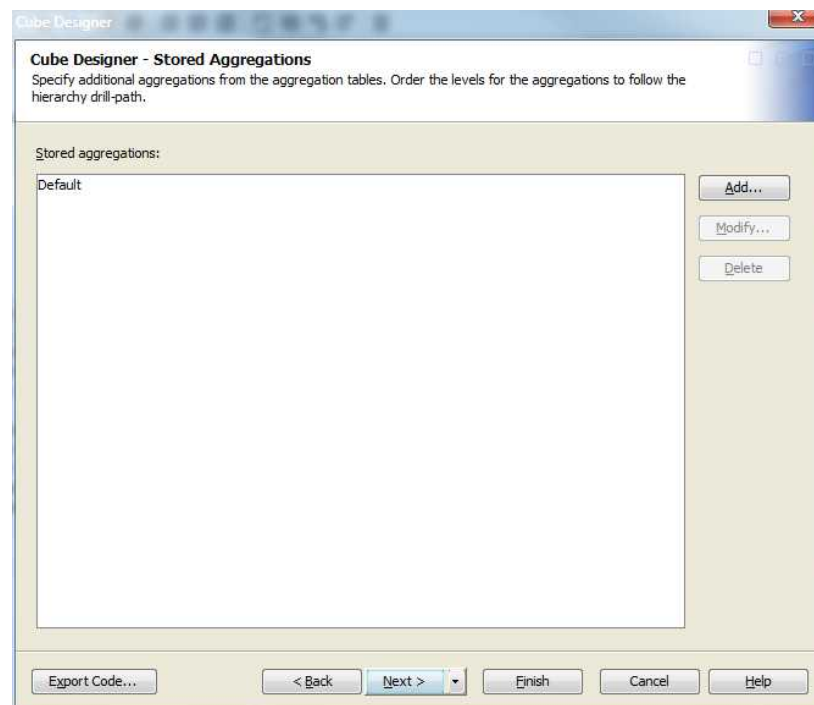 Cube Designer
Cube Designer - Stored Aggregations
Specify additional aggregations from the aggregation tables. Order the levels for the aggregations to follow the
hierarchy drill-path.
Stored aggregations:
Default
Add...
Modify...
Delete
Export Code...
< Back
Next >
Finish
Cancel
Help